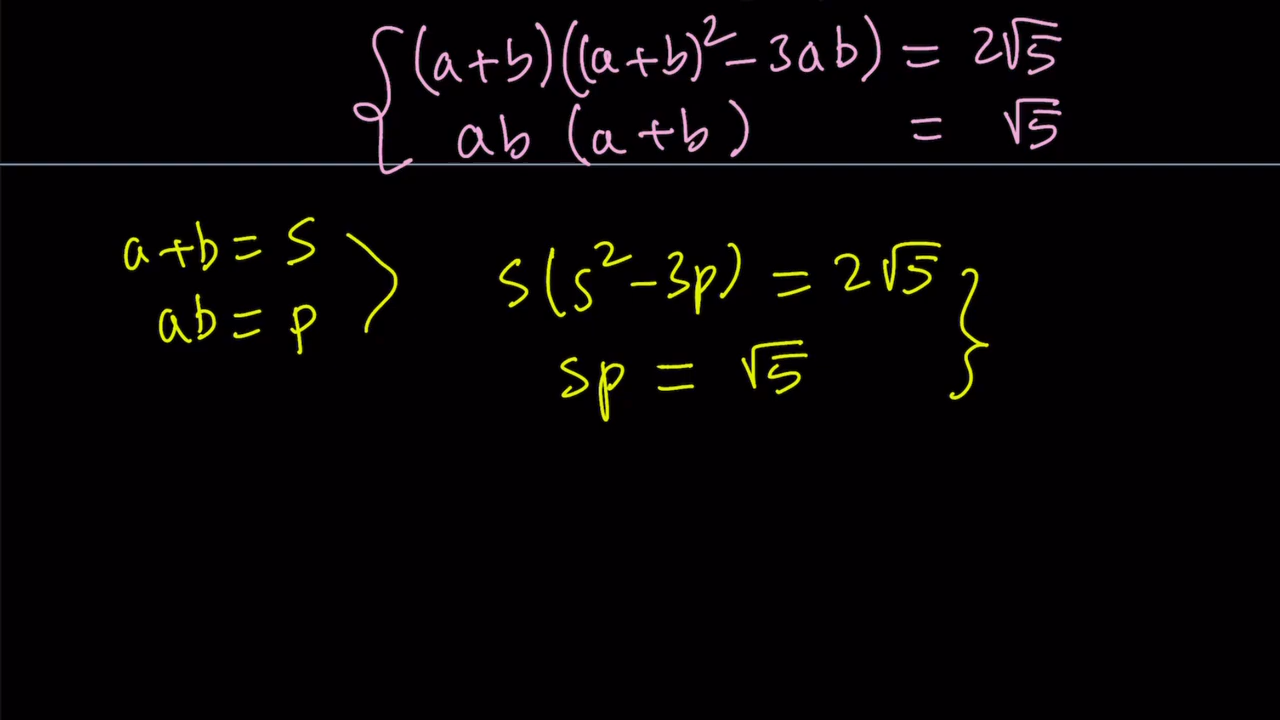 (a+b)((a+b)²-3ab) = 2√5
ab (a+b) = √5
a+b = S
ab = p
S(S²-3p) = 2√5
Sp = √5